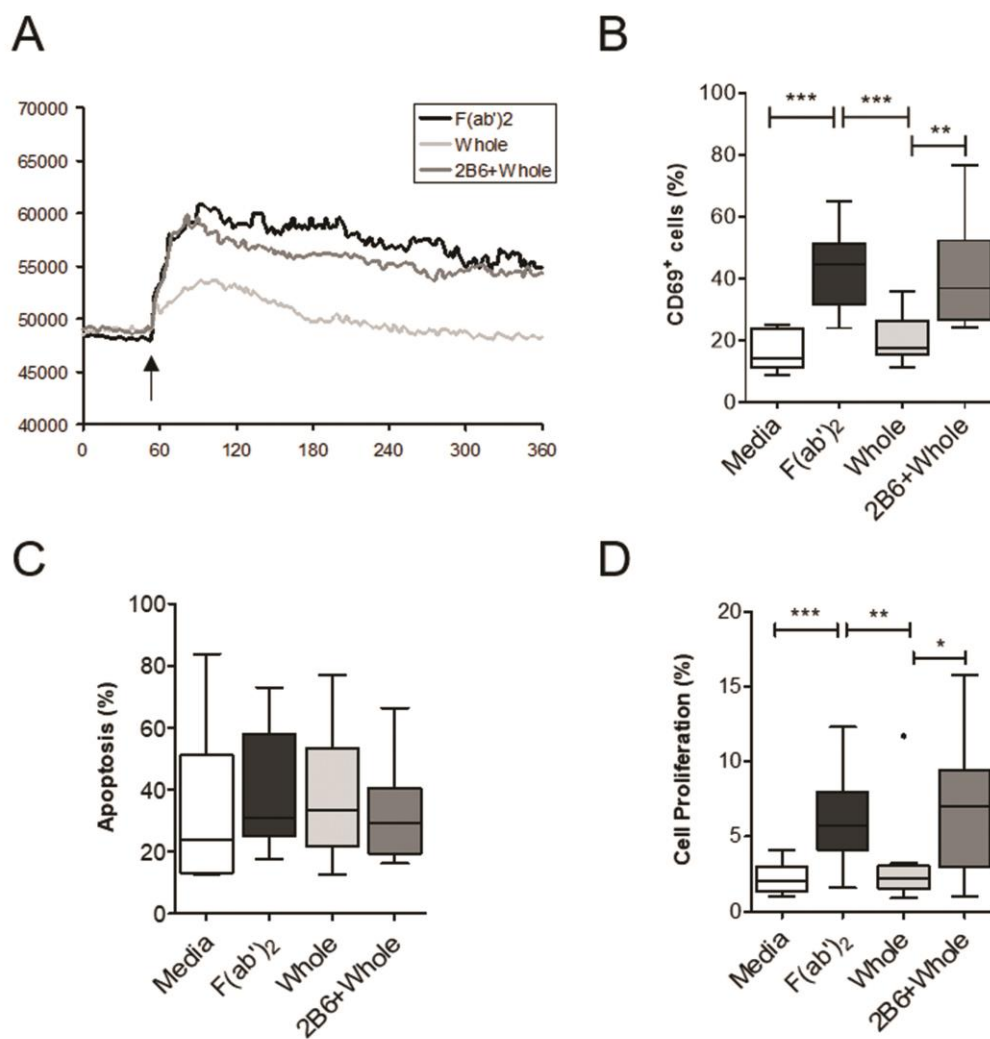 A
70000
65000
60000
55000
50000
45000
40000
0 60 120 180 240 300 360
F(ab')2
Whole
2B6+Whole
B
CD69+ cells (%)
100
80
60
40
20
0
***
***
**
Media
F(ab')2
Whole
2B6+Whole
C
Apoptosis (%)
100
80
60
40
20
0
Media
F(ab')2
Whole
2B6+Whole
D
Cell Proliferation (%)
20
15
10
5
0
***
**
*
Media
F(ab')2
Whole
2B6+Whole